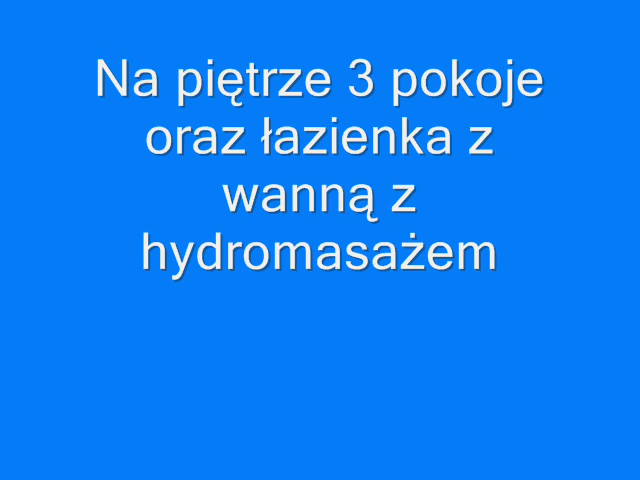 Na piętrze 3 pokoje
oraz łazienka z
wanną z
hydromasażem